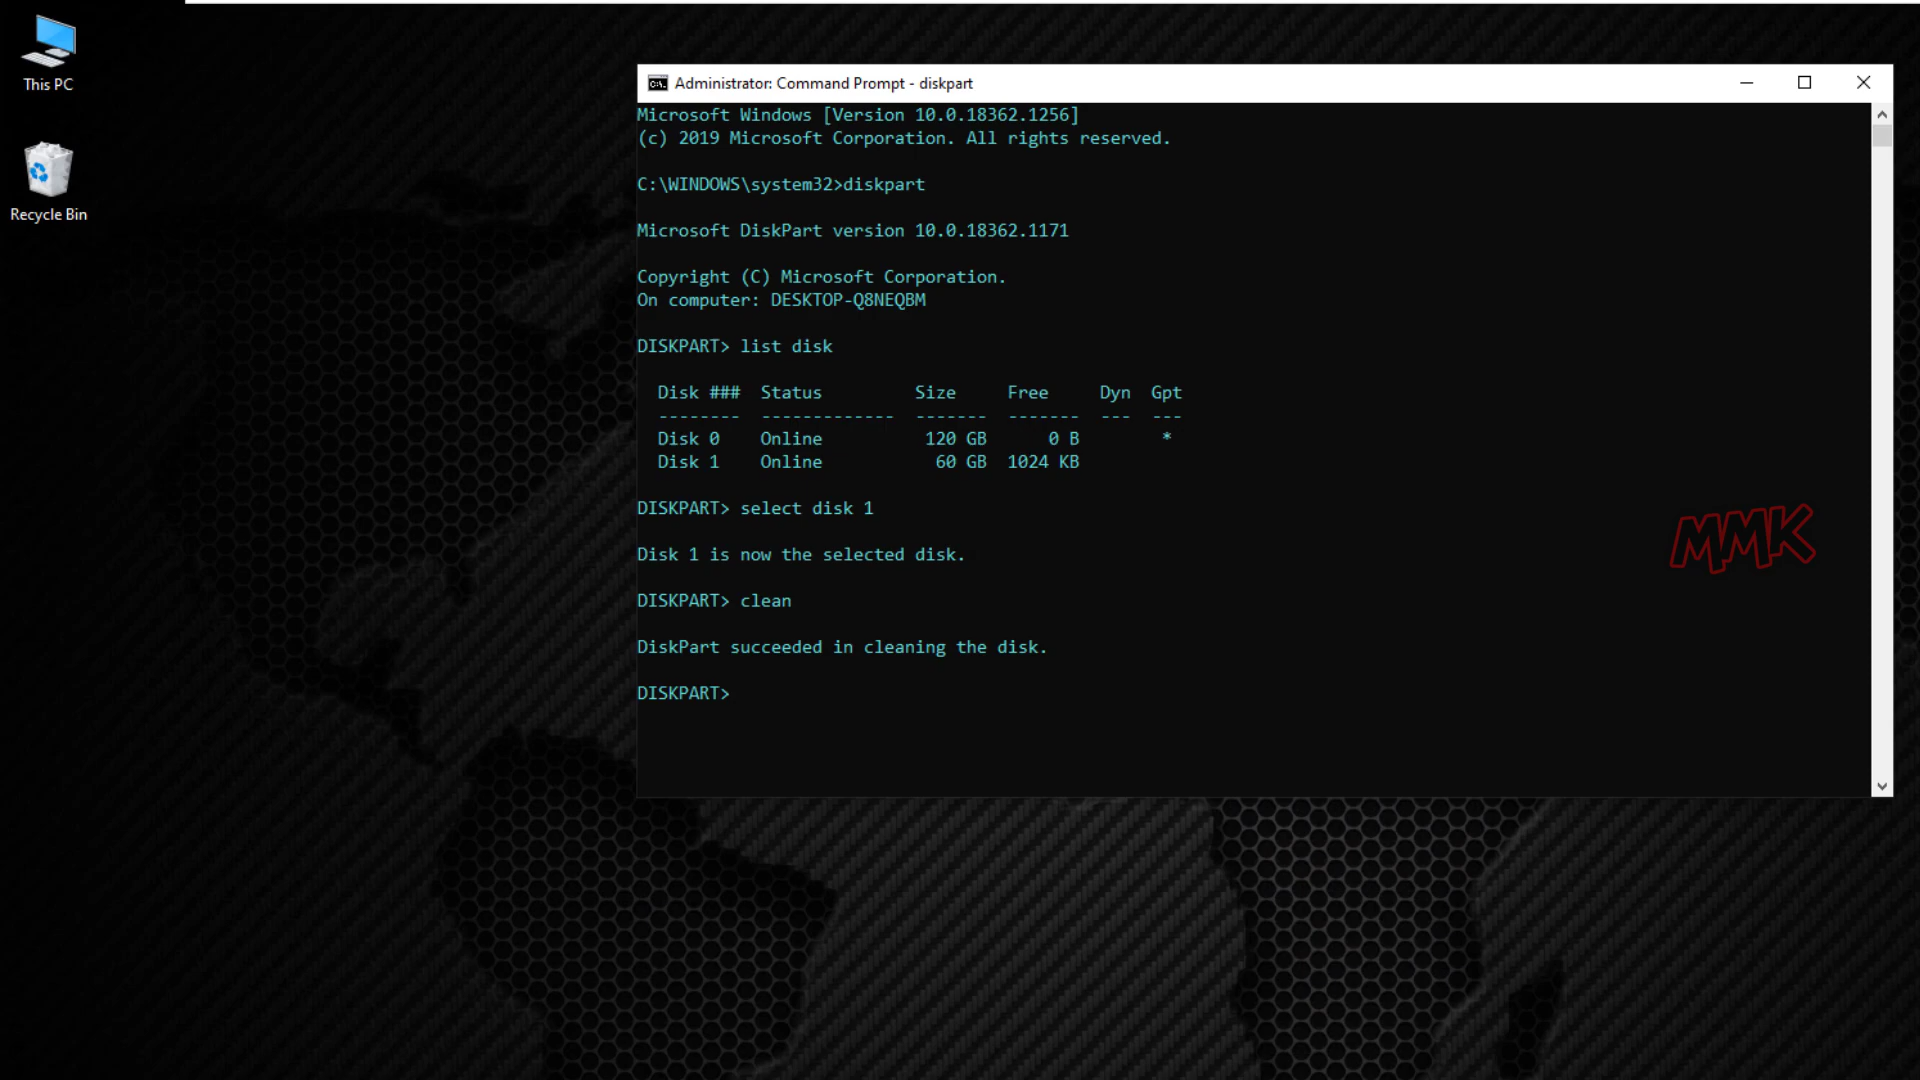 This PC
Recycle Bin
Administrator: Command Prompt - diskpart
Microsoft Windows [Version 10.0.18362.1256]
(c) 2019 Microsoft Corporation. All rights reserved.
C:\WINDOWS\system32>diskpart
Microsoft DiskPart version 10.0.18362.1171
Copyright (C) Microsoft Corporation.
On computer: DESKTOP-Q8NEQBM
DISKPART> list disk
Disk ###  Status         Size     Free     Dyn  Gpt
--------  -------------  -------  -------  ---  ---
Disk 0    Online          120 GB      0 B        *
Disk 1    Online           60 GB  1024 KB
DISKPART> select disk 1
Disk 1 is now the selected disk.
DISKPART> clean
DiskPart succeeded in cleaning the disk.
DISKPART>
MMK